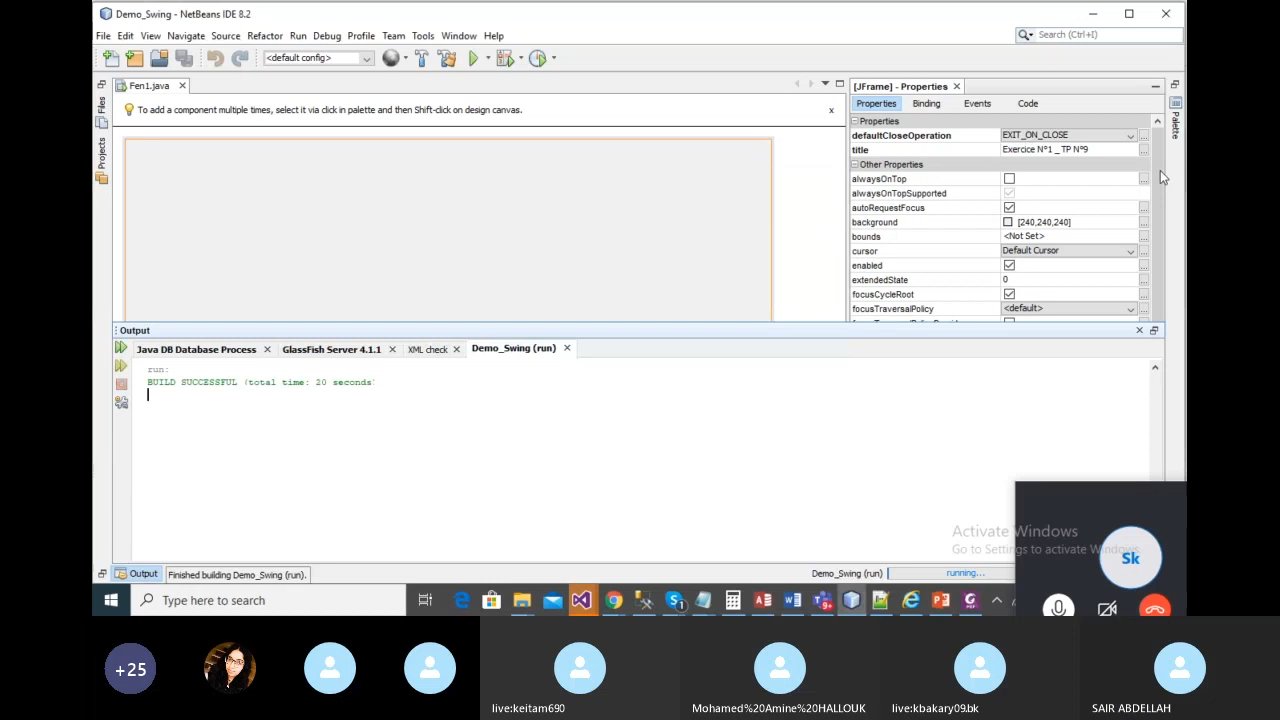 Demo_Swing - NetBeans IDE 8.2
File Edit View Navigate Source Refactor Run Debug Profile Team Tools Window Help
Search (Ctrl+I)
<default config>
Fen1.java
[JFrame] - Properties
To add a component multiple times, select it via click in palette and then Shift-click on design canvas.
x
Properties Binding Events Code
Files
Projects
Palette
Properties
defaultCloseOperation EXIT_ON_CLOSE
title Exercice N°1 _ TP N°9
Other Properties
alwaysOnTop
alwaysOnTopSupported
autoRequestFocus
background [240,240,240]
bounds <Not Set>
cursor Default Cursor
enabled
extendedState 0
focusCycleRoot
focusTraversalPolicy <default>
Output
Java DB Database Process GlassFish Server 4.1.1 XML check Demo_Swing (run)
run:
BUILD SUCCESSFUL (total time: 20 seconds)
Activate Windows
Go to Settings to activate Windows.
Sk
Output Finished building Demo_Swing (run). Demo_Swing (run) running...
Type here to search
+25
live:keitam690 Mohamed%20Amine%20HALLOUK live:kbakary09.bk SAIR ABDELLAH